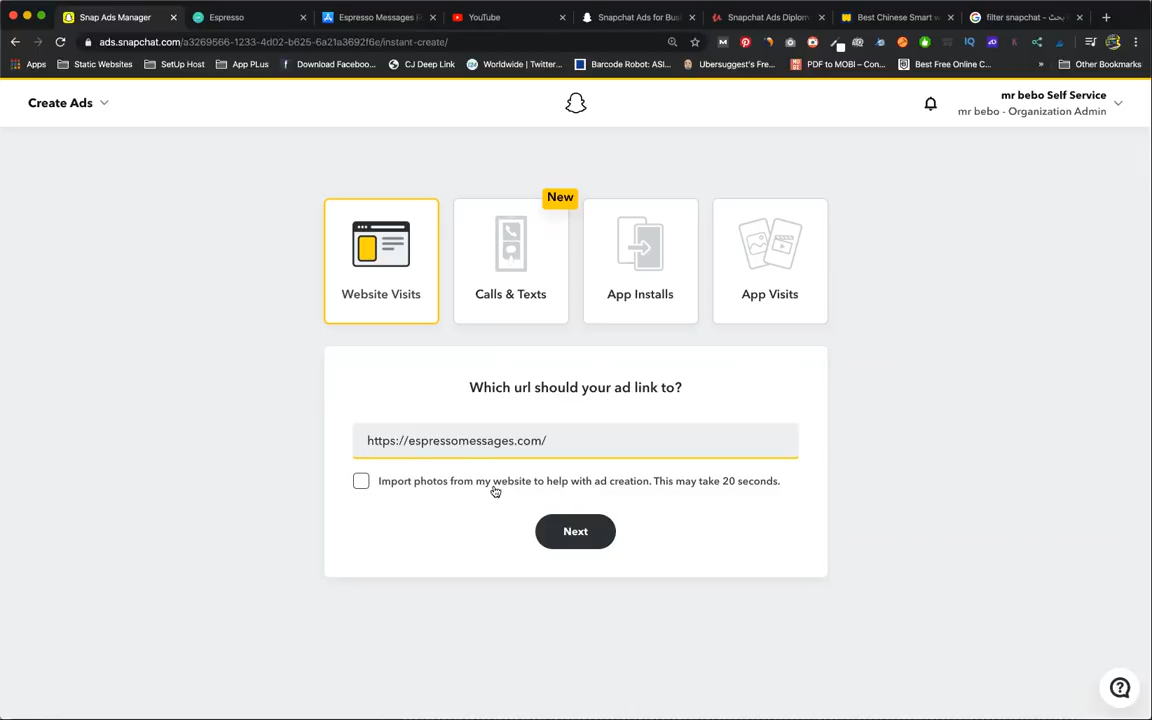 Snap Ads Manager
Espresso
Espresso Messages
YouTube
Snapchat Ads for Bus
Snapchat Ads Diplom
Best Chinese Smart w
filter snapchat - بحث
ads.snapchat.com/a3269566-1233-4d02-b625-6a21a3692f6e/instant-create/
Apps
Static Websites
SetUp Host
App PLus
Download Faceboo...
CJ Deep Link
Worldwide | Twitter...
Barcode Robot: ASI...
Ubersuggest's Fre...
PDF to MOBI – Con...
Best Free Online C...
»
Other Bookmarks
Create Ads
mr bebo Self Service
mr bebo - Organization Admin
New
Website Visits
Calls & Texts
App Installs
App Visits
Which url should your ad link to?
https://espressomessages.com/
Import photos from my website to help with ad creation. This may take 20 seconds.
Next